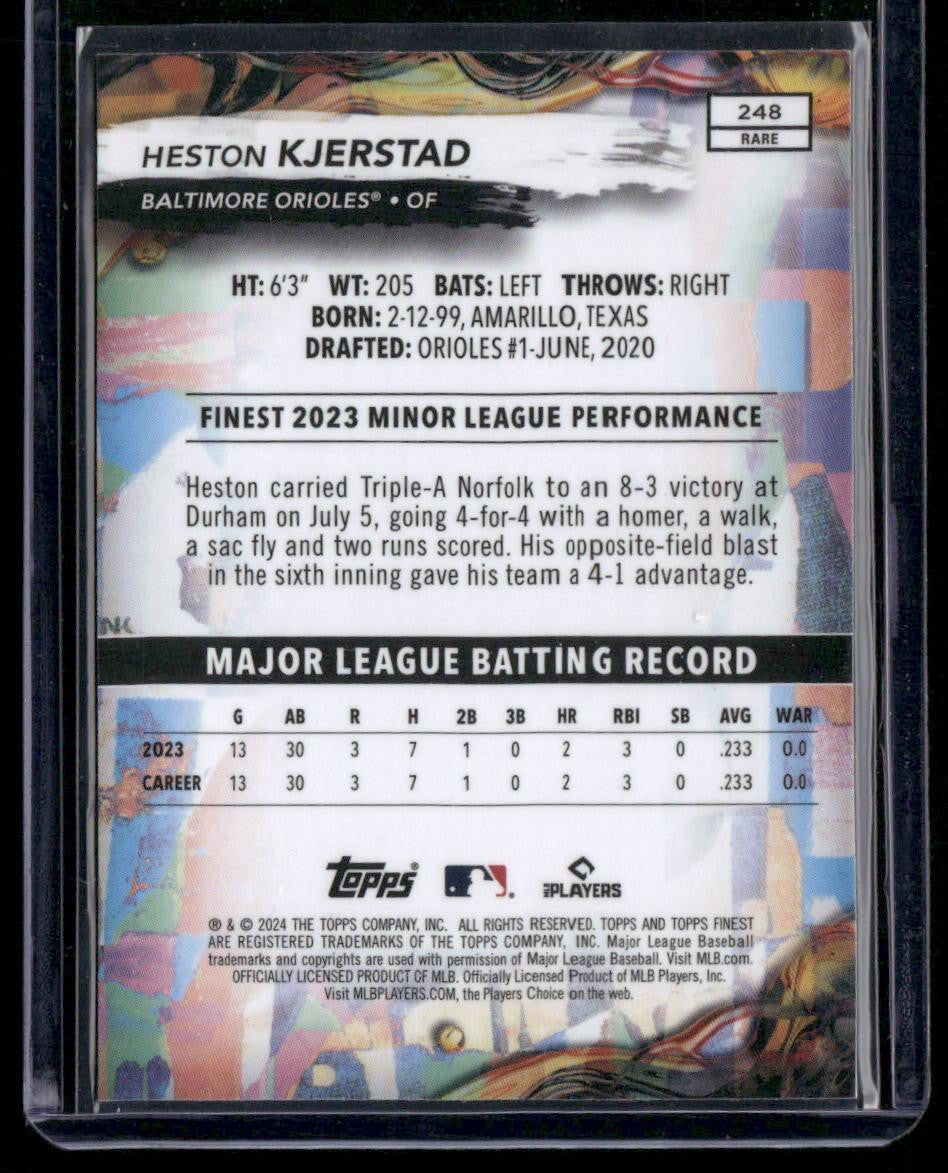 248
RARE
HESTON KJERSTAD
BALTIMORE ORIOLES® • OF
HT: 6'3" WT: 205 BATS: LEFT THROWS: RIGHT
BORN: 2-12-99, AMARILLO, TEXAS
DRAFTED: ORIOLES #1-JUNE, 2020
FINEST 2023 MINOR LEAGUE PERFORMANCE
Heston carried Triple-A Norfolk to an 8-3 victory at
Durham on July 5, going 4-for-4 with a homer, a walk,
a sac fly and two runs scored. His opposite-field blast
in the sixth inning gave his team a 4-1 advantage.
MAJOR LEAGUE BATTING RECORD
G AB R H 2B 3B HR RBI SB AVG WAR
2023 13 30 3 7 1 0 2 3 0 .233 0.0
CAREER 13 30 3 7 1 0 2 3 0 .233 0.0
Topps® MLB PLAYERS
® & © 2024 THE TOPPS COMPANY, INC. ALL RIGHTS RESERVED. TOPPS AND TOPPS FINEST
ARE REGISTERED TRADEMARKS OF THE TOPPS COMPANY, INC. Major League Baseball
trademarks and copyrights are used with permission of Major League Baseball. Visit MLB.com.
OFFICIALLY LICENSED PRODUCT OF MLB. Officially Licensed Product of MLB Players, Inc.
Visit MLBPLAYERS.COM, the Players Choice on the web.